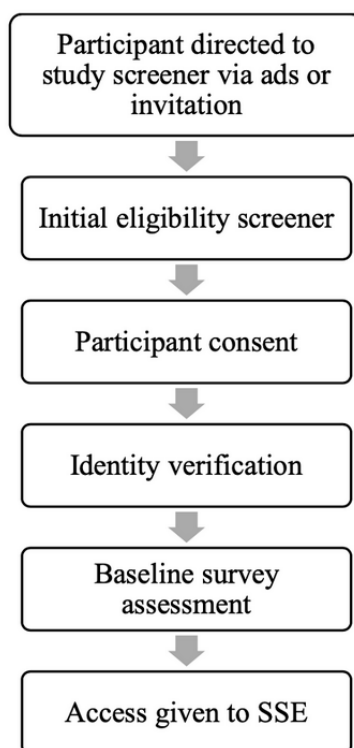 Participant directed to
study screener via ads or
invitation
Initial eligibility screener
Participant consent
Identity verification
Baseline survey
assessment
Access given to SSE